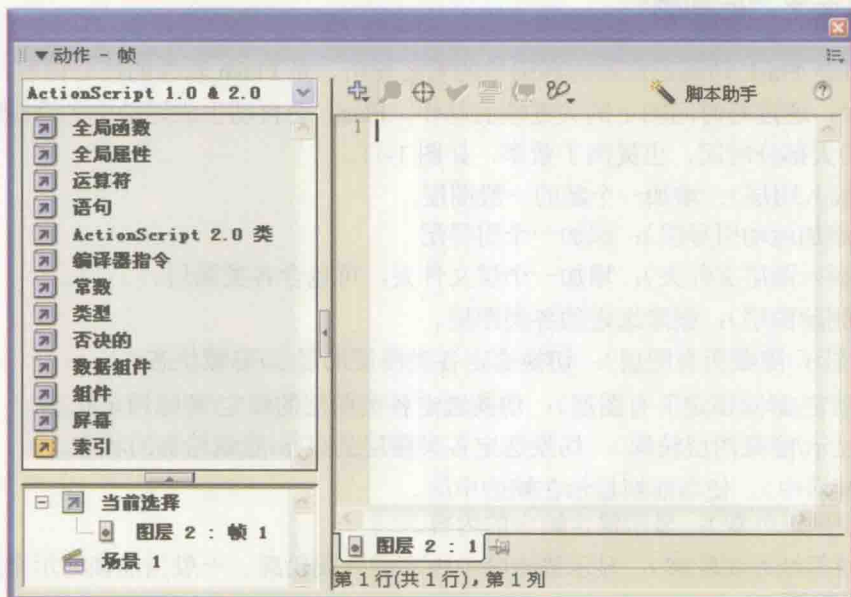 动作 - 帧
ActionScript 1.0 & 2.0
全局函数
全局属性
运算符
语句
ActionScript 2.0 类
编译器指令
常数
类型
否决的
数据组件
组件
屏幕
索引
当前选择
图层 2 : 帧 1
场景 1
脚本助手
1
图层 2 : 1
第 1 行(共 1 行), 第 1 列